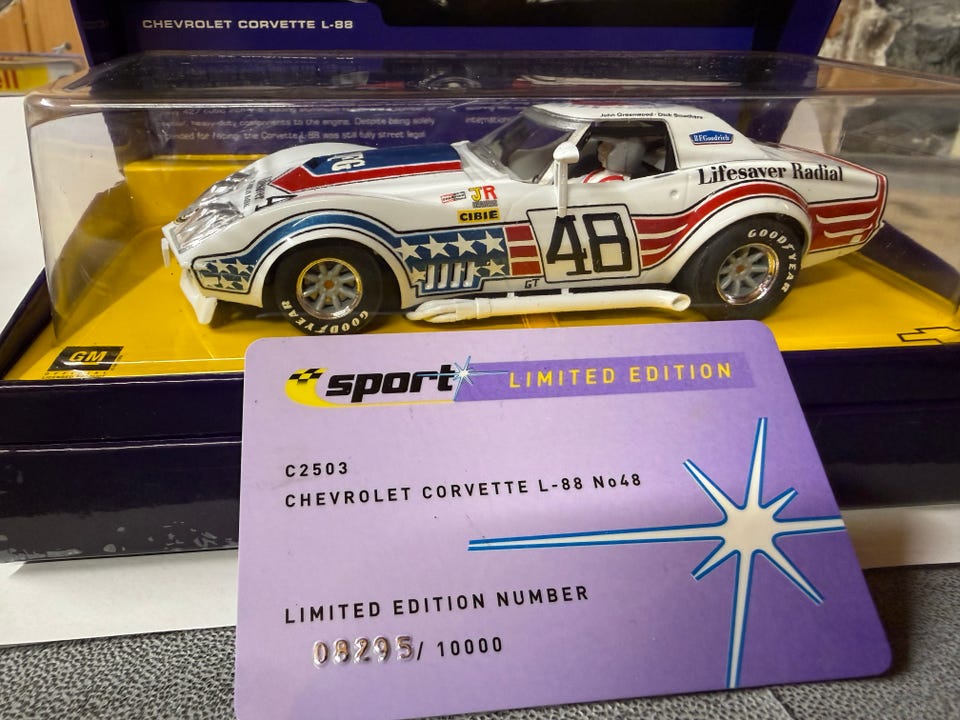 CHEVROLET CORVETTE L-88
heavy-duty components to the engine. Despite being solely
intended for racing, the Corvette L-88 was still fully street legal
John Greenwood - Dick Smothers
BFGoodrich
Lifesaver Radial
JR
CIBIE
48
GT
GOODYEAR
GOODYEAR
GM
OFFICIAL
sport
LIMITED EDITION
C2503
CHEVROLET CORVETTE L-88 No48
LIMITED EDITION NUMBER
08295/ 10000